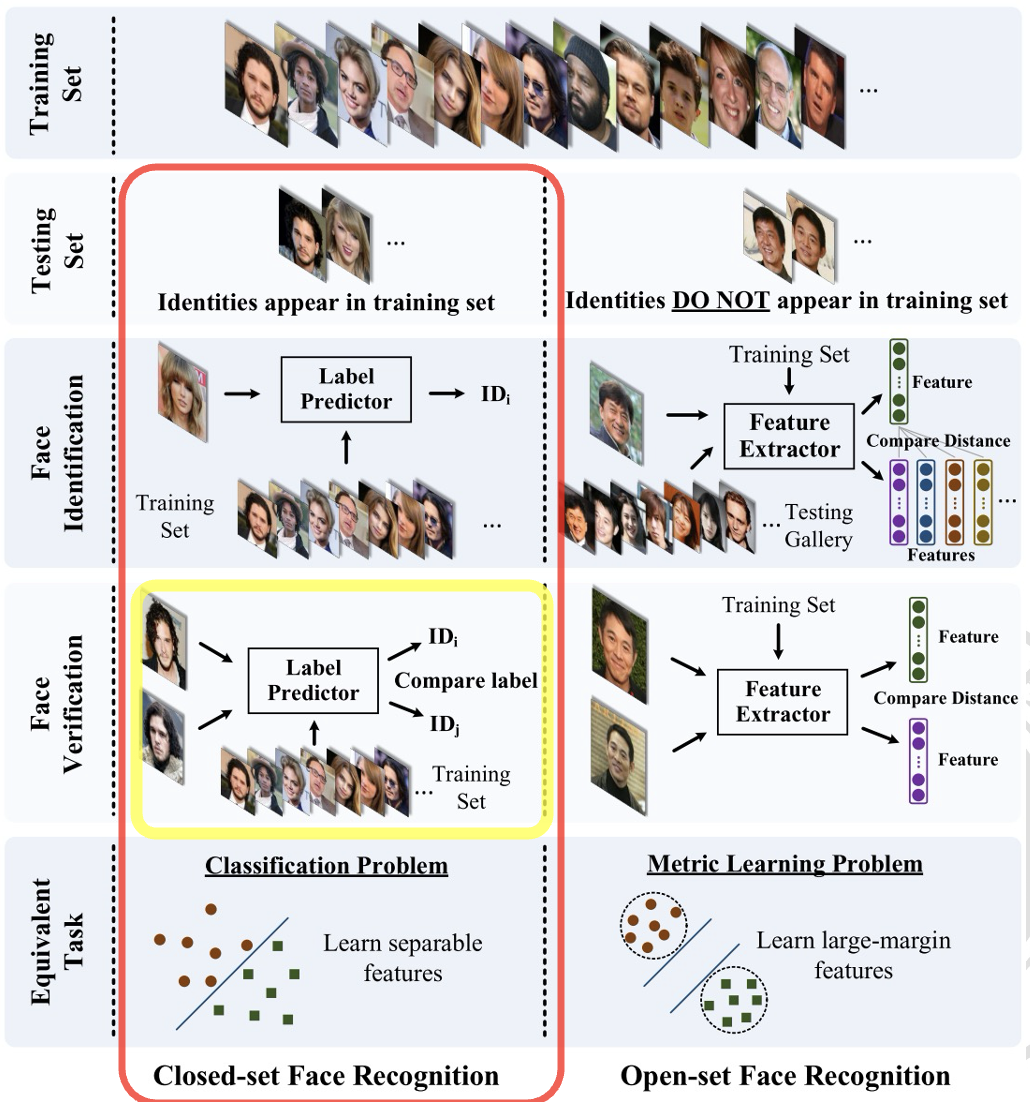 Training
Set
...
Testing
Set
...
Identities appear in training set
...
Identities DO NOT appear in training set
Face
Identification
Label
Predictor
IDi
Training
Set
...
Training Set
Feature
Extractor
Feature
Compare Distance
...
Testing
Gallery
...
Features
Face
Verification
Label
Predictor
IDi
Compare label
IDj
...
Training
Set
Training Set
Feature
Extractor
Feature
Compare Distance
Feature
Equivalent
Task
Classification Problem
Learn separable
features
Metric Learning Problem
Learn large-margin
features
Closed-set Face Recognition
Open-set Face Recognition